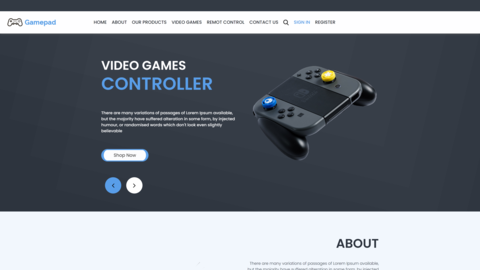 Gamepad
HOME ABOUT OUR PRODUCTS VIDEO GAMES REMOT CONTROL CONTACT US SIGN IN REGISTER
VIDEO GAMES
CONTROLLER
There are many variations of passages of Lorem Ipsum available,
but the majority have suffered alteration in some form, by injected
humour, or randomised words which don't look even slightly
believable
Shop Now
ABOUT
There are many variations of passages of Lorem Ipsum available,
but the majority have suffered alteration in some form, by injected